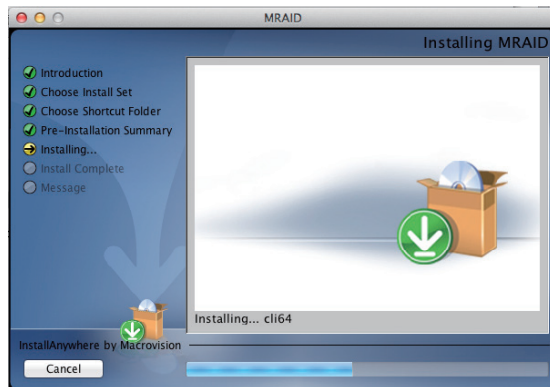 MRAID
Installing MRAID
Introduction
Choose Install Set
Choose Shortcut Folder
Pre-Installation Summary
Installing...
Install Complete
Message
Installing... cli64
InstallAnywhere by Macrovision
Cancel